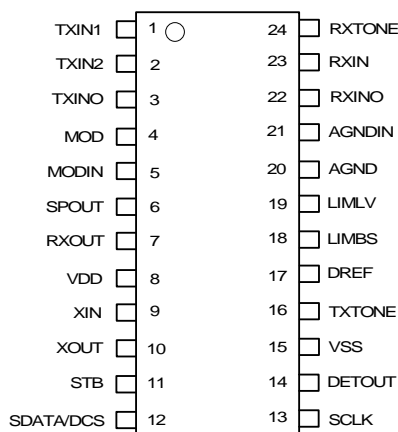 TXIN1 1 24 RXTONE
TXIN2 2 23 RXIN
TXINO 3 22 RXINO
MOD 4 21 AGNDIN
MODIN 5 20 AGND
SPOUT 6 19 LIMLV
RXOUT 7 18 LIMBS
VDD 8 17 DREF
XIN 9 16 TXTONE
XOUT 10 15 VSS
STB 11 14 DETOUT
SDATA/DCS 12 13 SCLK